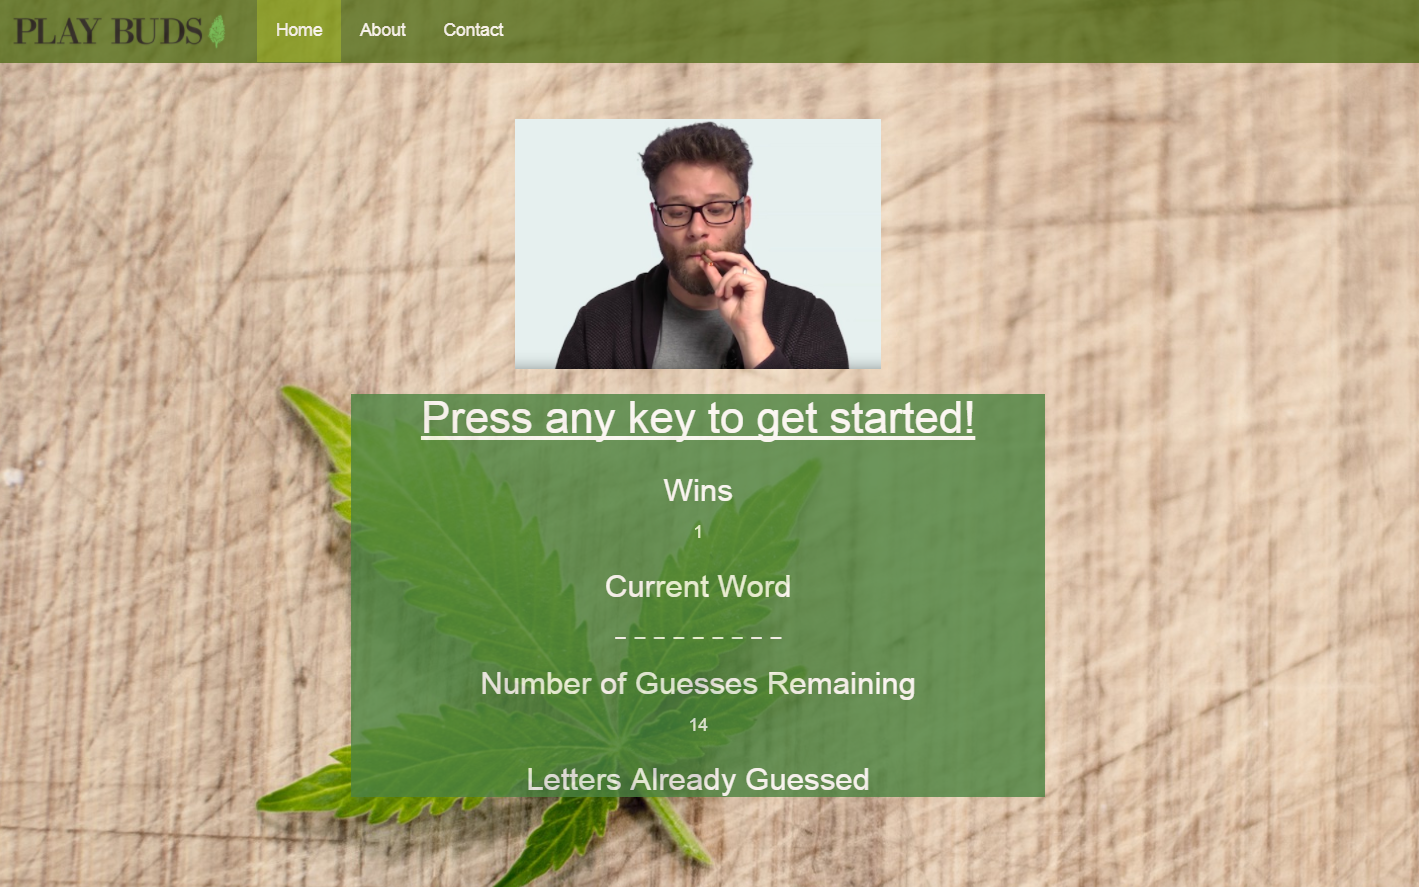 PLAY BUDS
Home About Contact
Press any key to get started!
Wins
1
Current Word
_ _ _ _ _ _ _ _ _
Number of Guesses Remaining
14
Letters Already Guessed